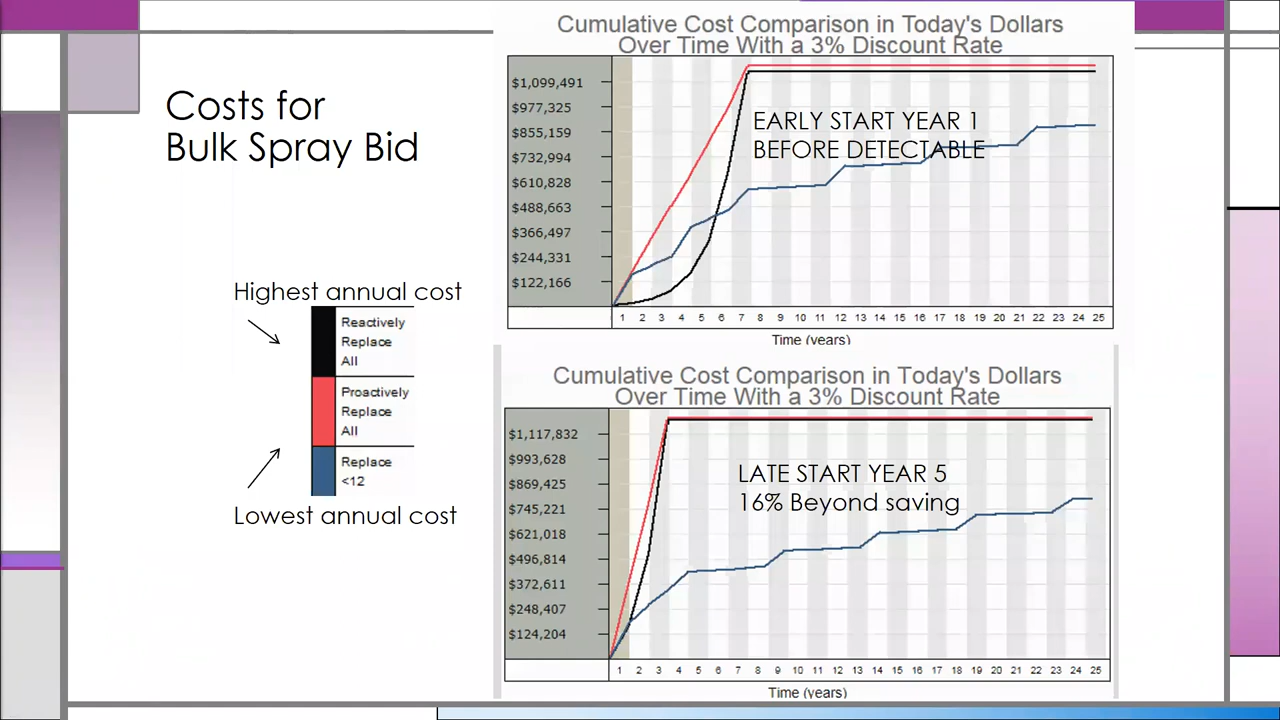 Costs for
Bulk Spray Bid
Highest annual cost
Reactively
Replace
All
Proactively
Replace
All
Replace
<12
Lowest annual cost
Cumulative Cost Comparison in Today's Dollars
Over Time With a 3% Discount Rate
$1,099,491
$977,325
$855,159
$732,994
$610,828
$488,663
$366,497
$244,331
$122,166
EARLY START YEAR 1
BEFORE DETECTABLE
1 2 3 4 5 6 7 8 9 10 11 12 13 14 15 16 17 18 19 20 21 22 23 24 25
Time (years)
Cumulative Cost Comparison in Today's Dollars
Over Time With a 3% Discount Rate
$1,117,832
$993,628
$869,425
$745,221
$621,018
$496,814
$372,611
$248,407
$124,204
LATE START YEAR 5
16% Beyond saving
1 2 3 4 5 6 7 8 9 10 11 12 13 14 15 16 17 18 19 20 21 22 23 24 25
Time (years)